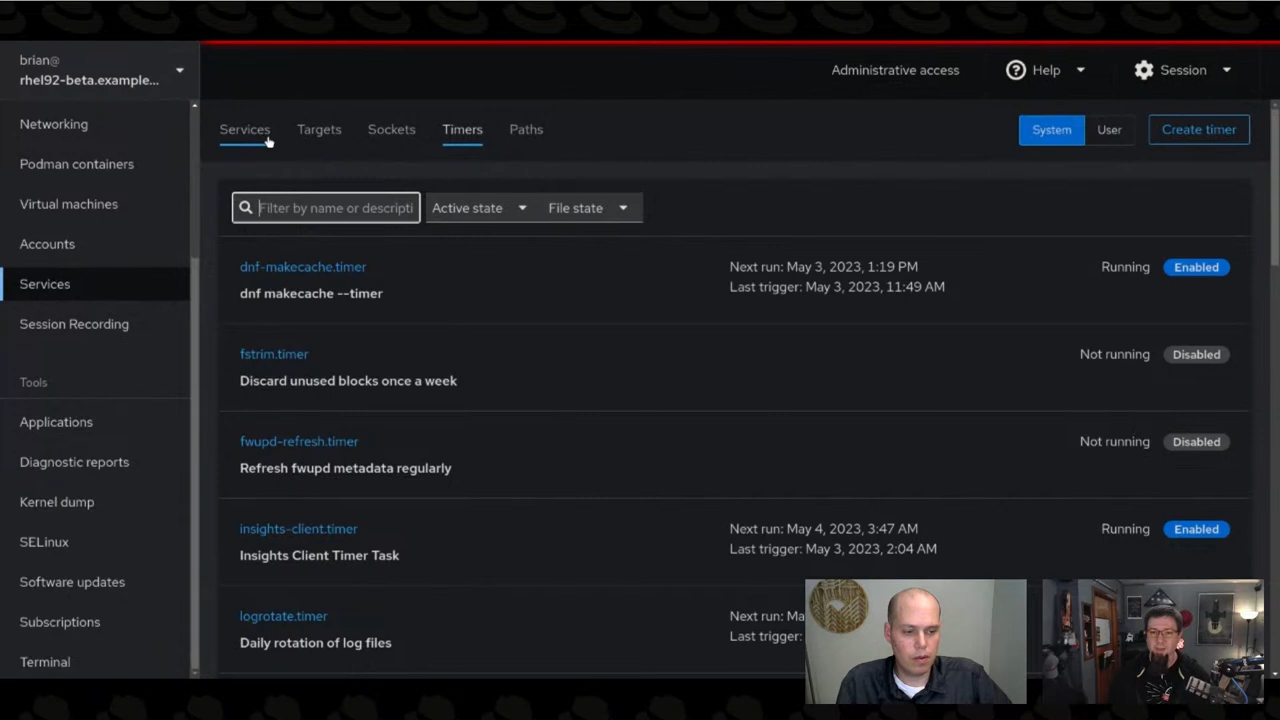 brian@
rhel92-beta.example...
Administrative access
Help
Session
Networking
Podman containers
Virtual machines
Accounts
Services
Session Recording
Tools
Applications
Diagnostic reports
Kernel dump
SELinux
Software updates
Subscriptions
Terminal
Services Targets Sockets Timers Paths
System User Create timer
Filter by name or descripti
Active state File state
dnf-makecache.timer
dnf makecache --timer
Next run: May 3, 2023, 1:19 PM
Last trigger: May 3, 2023, 11:49 AM
Running Enabled
fstrim.timer
Discard unused blocks once a week
Not running Disabled
fwupd-refresh.timer
Refresh fwupd metadata regularly
Not running Disabled
insights-client.timer
Insights Client Timer Task
Next run: May 4, 2023, 3:47 AM
Last trigger: May 3, 2023, 2:04 AM
Running Enabled
logrotate.timer
Daily rotation of log files
Next run: Ma
Last trigger: